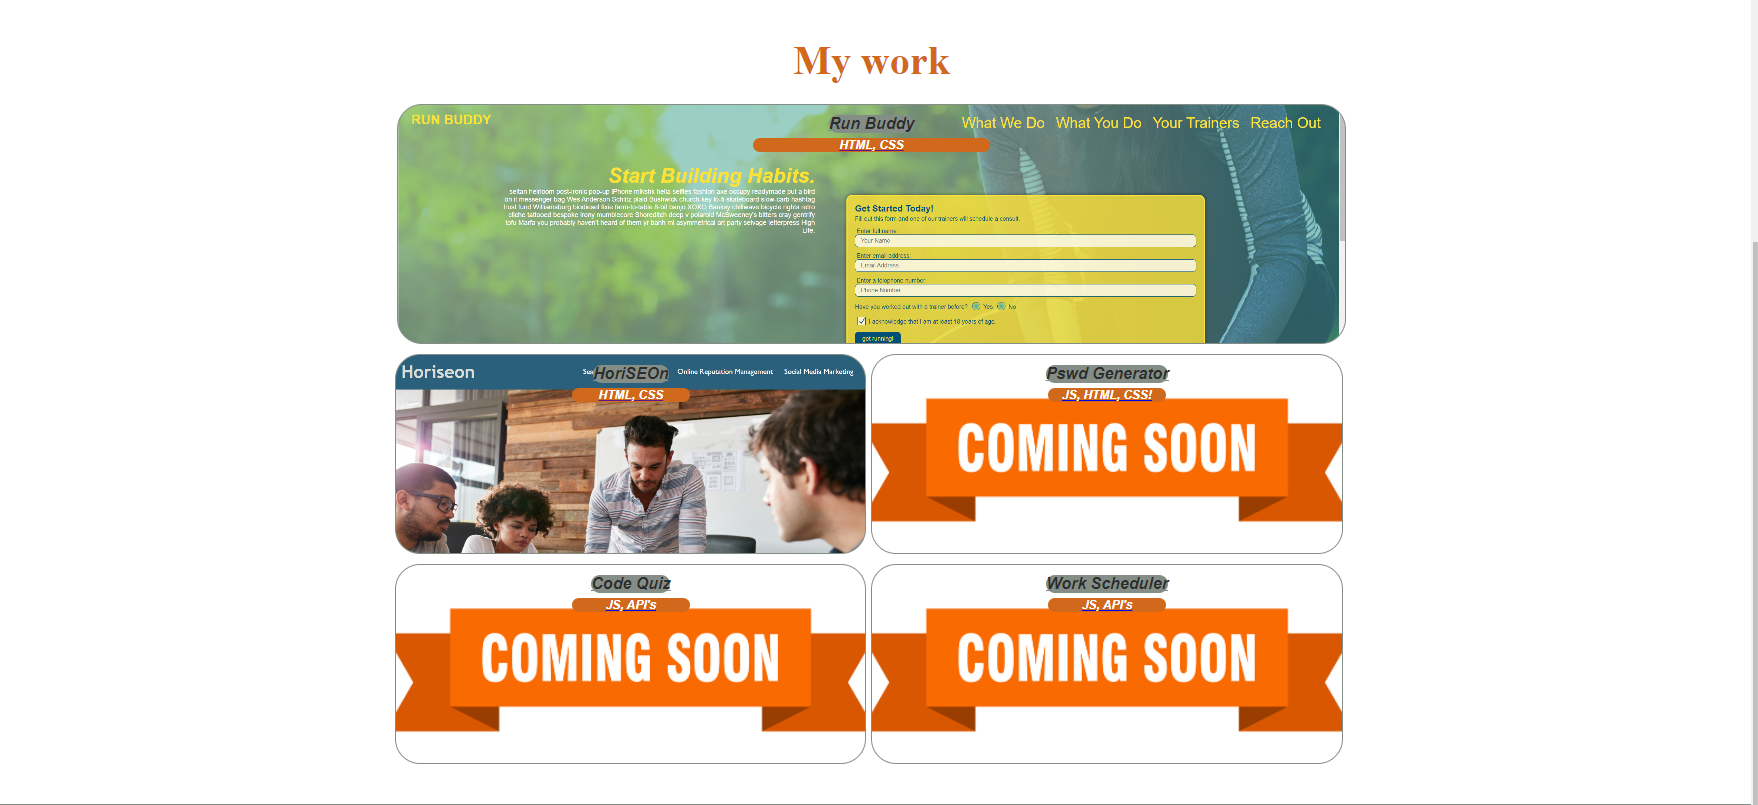 My work
RUN BUDDY
Run Buddy
What We Do What You Do Your Trainers Reach Out
HTML, CSS
Start Building Habits.
seitan heirloom post-ironic pop-up iPhone mlkshk hella selfies fashion axe occupy readymade put a bird
on it messenger bag Wes Anderson Schlitz plaid Bushwick church-key lo-fi skateboard slow-carb hashtag
trust fund Williamsburg biodiesel fixie farm-to-table 8-bit banjo XOXO Banksy chillwave bicycle rights retro
cliche tattooed bespoke irony mumblecore Shoreditch deep v polaroid McSweeney's bitters cray gentrify
tofu Marfa you probably haven't heard of them yr banh mi asymmetrical art party selvage letterpress High
Life.
Get Started Today!
Fill out this form and one of our trainers will schedule a consult.
Enter full name:
Your Name
Enter email address:
Email Address
Enter a telephone number:
Phone Number
Have you worked out with a trainer before? Yes No
I acknowledge that I am at least 18 years of age.
get running!
Horiseon
HoriSEOn
Online Reputation Management Social Media Marketing
HTML, CSS
Pswd Generator
JS, HTML, CSS!
COMING SOON
Code Quiz
JS, API's
COMING SOON
Work Scheduler
JS, API's
COMING SOON